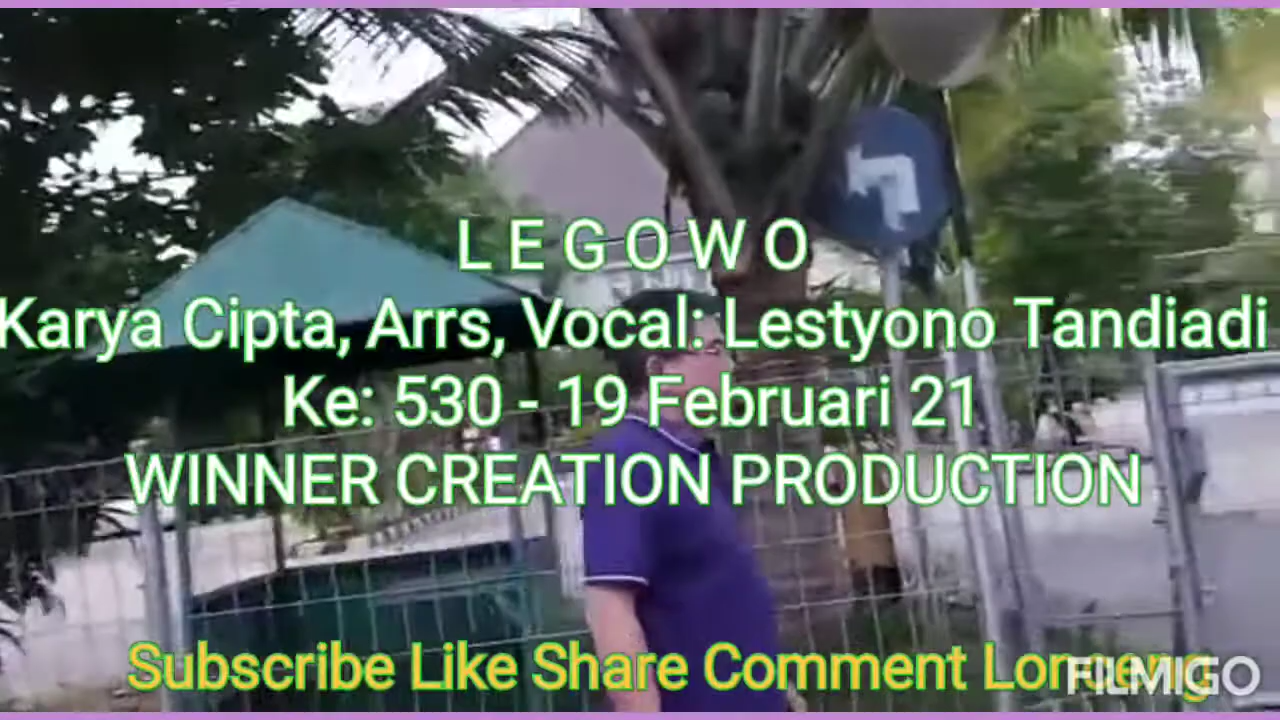 L E G O W O
Karya Cipta, Arrs, Vocal: Lestyono Tandiadi
Ke: 530 - 19 Februari 21
WINNER CREATION PRODUCTION
Subscribe Like Share Comment
FILMIGO